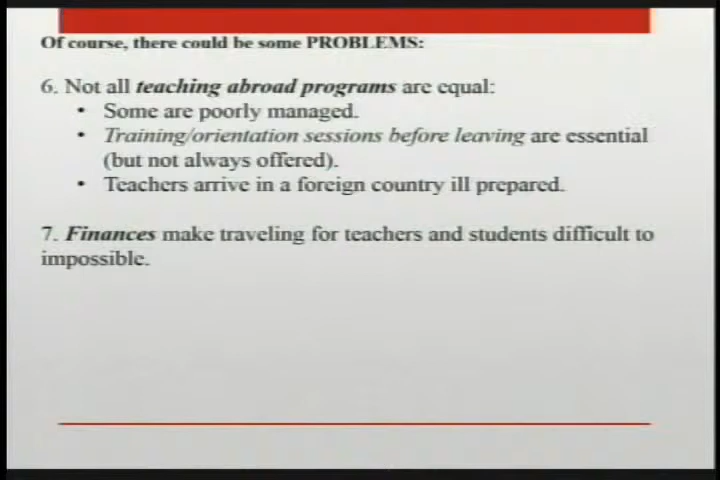 Of course, there could be some PROBLEMS:
6. Not all teaching abroad programs are equal:
• Some are poorly managed.
• Training/orientation sessions before leaving are essential
(but not always offered).
• Teachers arrive in a foreign country ill prepared.
7. Finances make traveling for teachers and students difficult to
impossible.